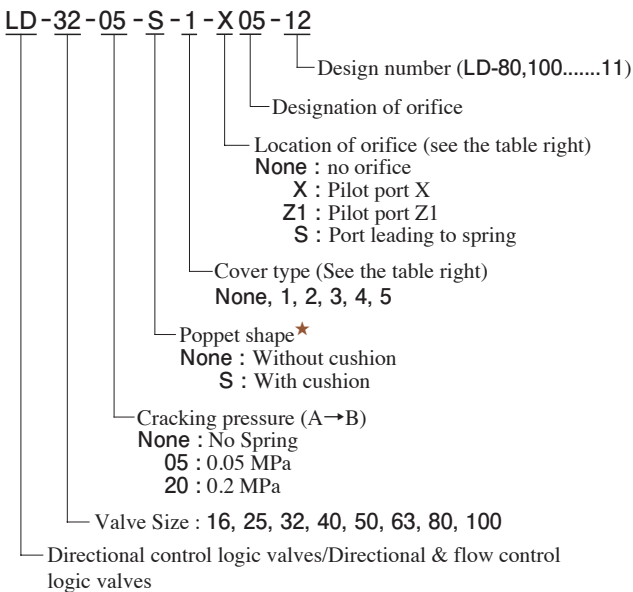 LD-32-05-S-1-X05-12
Design number (LD-80,100.......11)
Designation of orifice
Location of orifice (see the table right)
None : no orifice
X : Pilot port X
Z1 : Pilot port Z1
S : Port leading to spring
Cover type (See the table right)
None, 1, 2, 3, 4, 5
Poppet shape★
None : Without cushion
S : With cushion
Cracking pressure (A→B)
None : No Spring
05 : 0.05 MPa
20 : 0.2 MPa
Valve Size : 16, 25, 32, 40, 50, 63, 80, 100
Directional control logic valves/Directional & flow control
logic valves